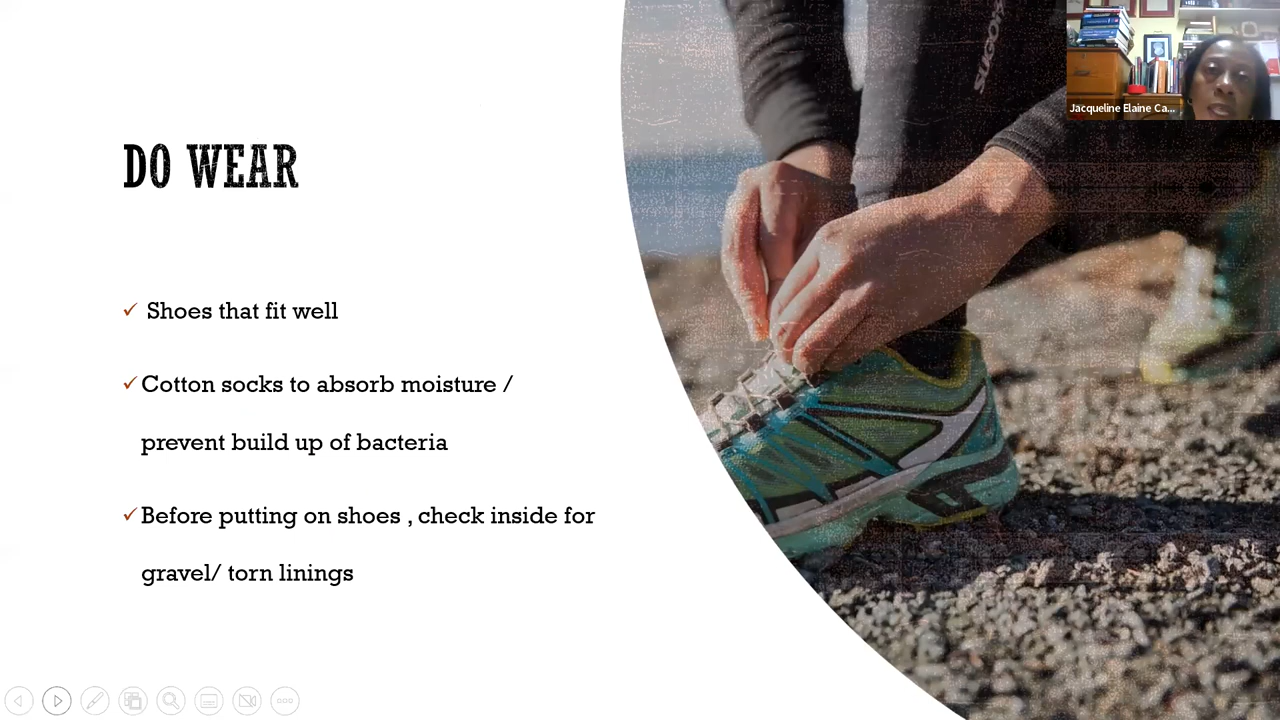 DO WEAR
Shoes that fit well
Cotton socks to absorb moisture /
prevent build up of bacteria
Before putting on shoes , check inside for
gravel/ torn linings
SUGOI
Jacqueline Elaine Ca...